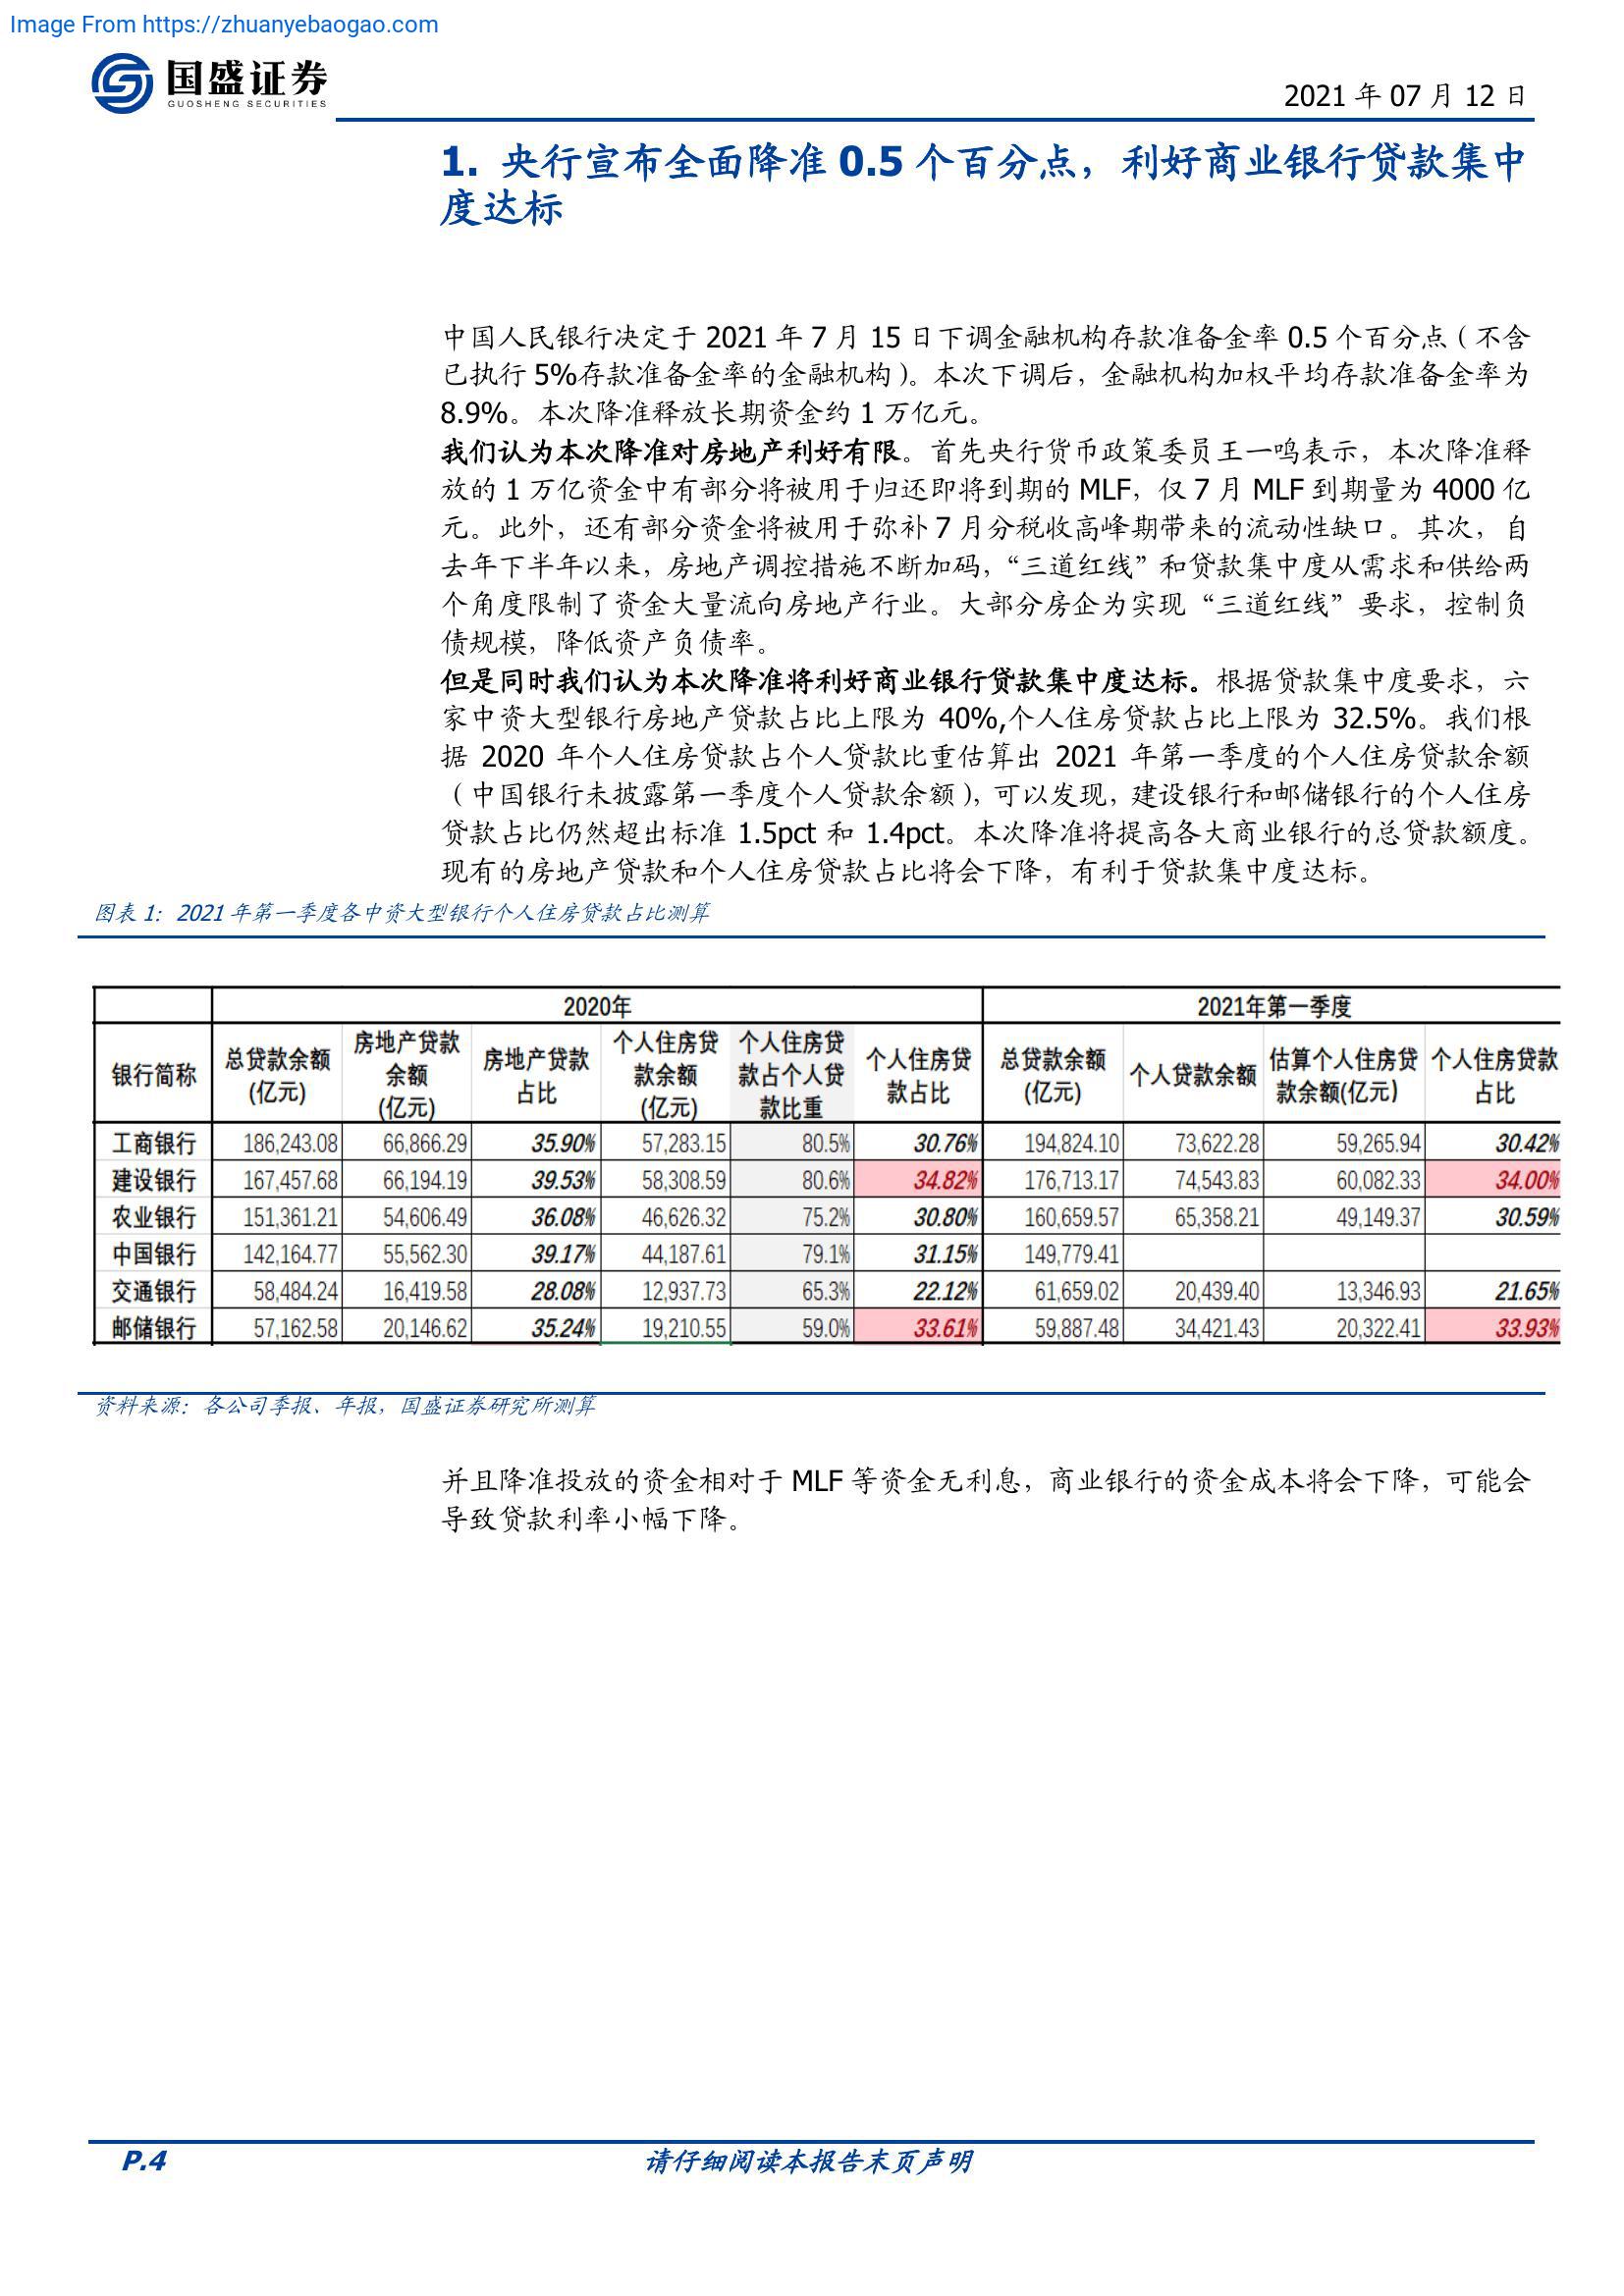 Image From https://zhuanyebaogao.com
国盛证券
GUOSHENG SECURITIES
2021 年 07 月 12 日
1. 央行宣布全面降准 0.5 个百分点，利好商业银行贷款集中
度达标
中国人民银行决定于 2021 年 7 月 15 日下调金融机构存款准备金率 0.5 个百分点（不含
已执行 5%存款准备金率的金融机构）。本次下调后，金融机构加权平均存款准备金率为
8.9%。本次降准释放长期资金约 1 万亿元。
我们认为本次降准对房地产利好有限。首先央行货币政策委员王一鸣表示，本次降准释
放的 1 万亿资金中有部分将被用于归还即将到期的 MLF，仅 7 月 MLF 到期量为 4000 亿
元。此外，还有部分资金将被用于弥补 7 月分税收高峰期带来的流动性缺口。其次，自
去年下半年以来，房地产调控措施不断加码，“三道红线”和贷款集中度从需求和供给两
个角度限制了资金大量流向房地产行业。大部分房企为实现“三道红线”要求，控制负
债规模，降低资产负债率。
但是同时我们认为本次降准将利好商业银行贷款集中度达标。根据贷款集中度要求，六
家中资大型银行房地产贷款占比上限为 40%,个人住房贷款占比上限为 32.5%。我们根
据 2020 年个人住房贷款占个人贷款比重估算出 2021 年第一季度的个人住房贷款余额
（中国银行未披露第一季度个人贷款余额），可以发现，建设银行和邮储银行的个人住房
贷款占比仍然超出标准 1.5pct 和 1.4pct。本次降准将提高各大商业银行的总贷款额度。
现有的房地产贷款和个人住房贷款占比将会下降，有利于贷款集中度达标。
图表 1：2021 年第一季度各中资大型银行个人住房贷款占比测算
2020年 2021年第一季度
银行简称 总贷款余额(亿元) 房地产贷款余额(亿元) 房地产贷款占比 个人住房贷款余额(亿元) 个人住房贷款占个人贷款比重 个人住房贷款占比 总贷款余额(亿元) 个人贷款余额 估算个人住房贷款余额(亿元) 个人住房贷款占比
工商银行 186,243.08 66,866.29 35.90% 57,283.15 80.5% 30.76% 194,824.10 73,622.28 59,265.94 30.42%
建设银行 167,457.68 66,194.19 39.53% 58,308.59 80.6% 34.82% 176,713.17 74,543.83 60,082.33 34.00%
农业银行 151,361.21 54,606.49 36.08% 46,626.32 75.2% 30.80% 160,659.57 65,358.21 49,149.37 30.59%
中国银行 142,164.77 55,562.30 39.17% 44,187.61 79.1% 31.15% 149,779.41
交通银行 58,484.24 16,419.58 28.08% 12,937.73 65.3% 22.12% 61,659.02 20,439.40 13,346.93 21.65%
邮储银行 57,162.58 20,146.62 35.24% 19,210.55 59.0% 33.61% 59,887.48 34,421.43 20,322.41 33.93%
资料来源：各公司季报、年报，国盛证券研究所测算
并且降准投放的资金相对于 MLF 等资金无利息，商业银行的资金成本将会下降，可能会
导致贷款利率小幅下降。
P.4
请仔细阅读本报告末页声明